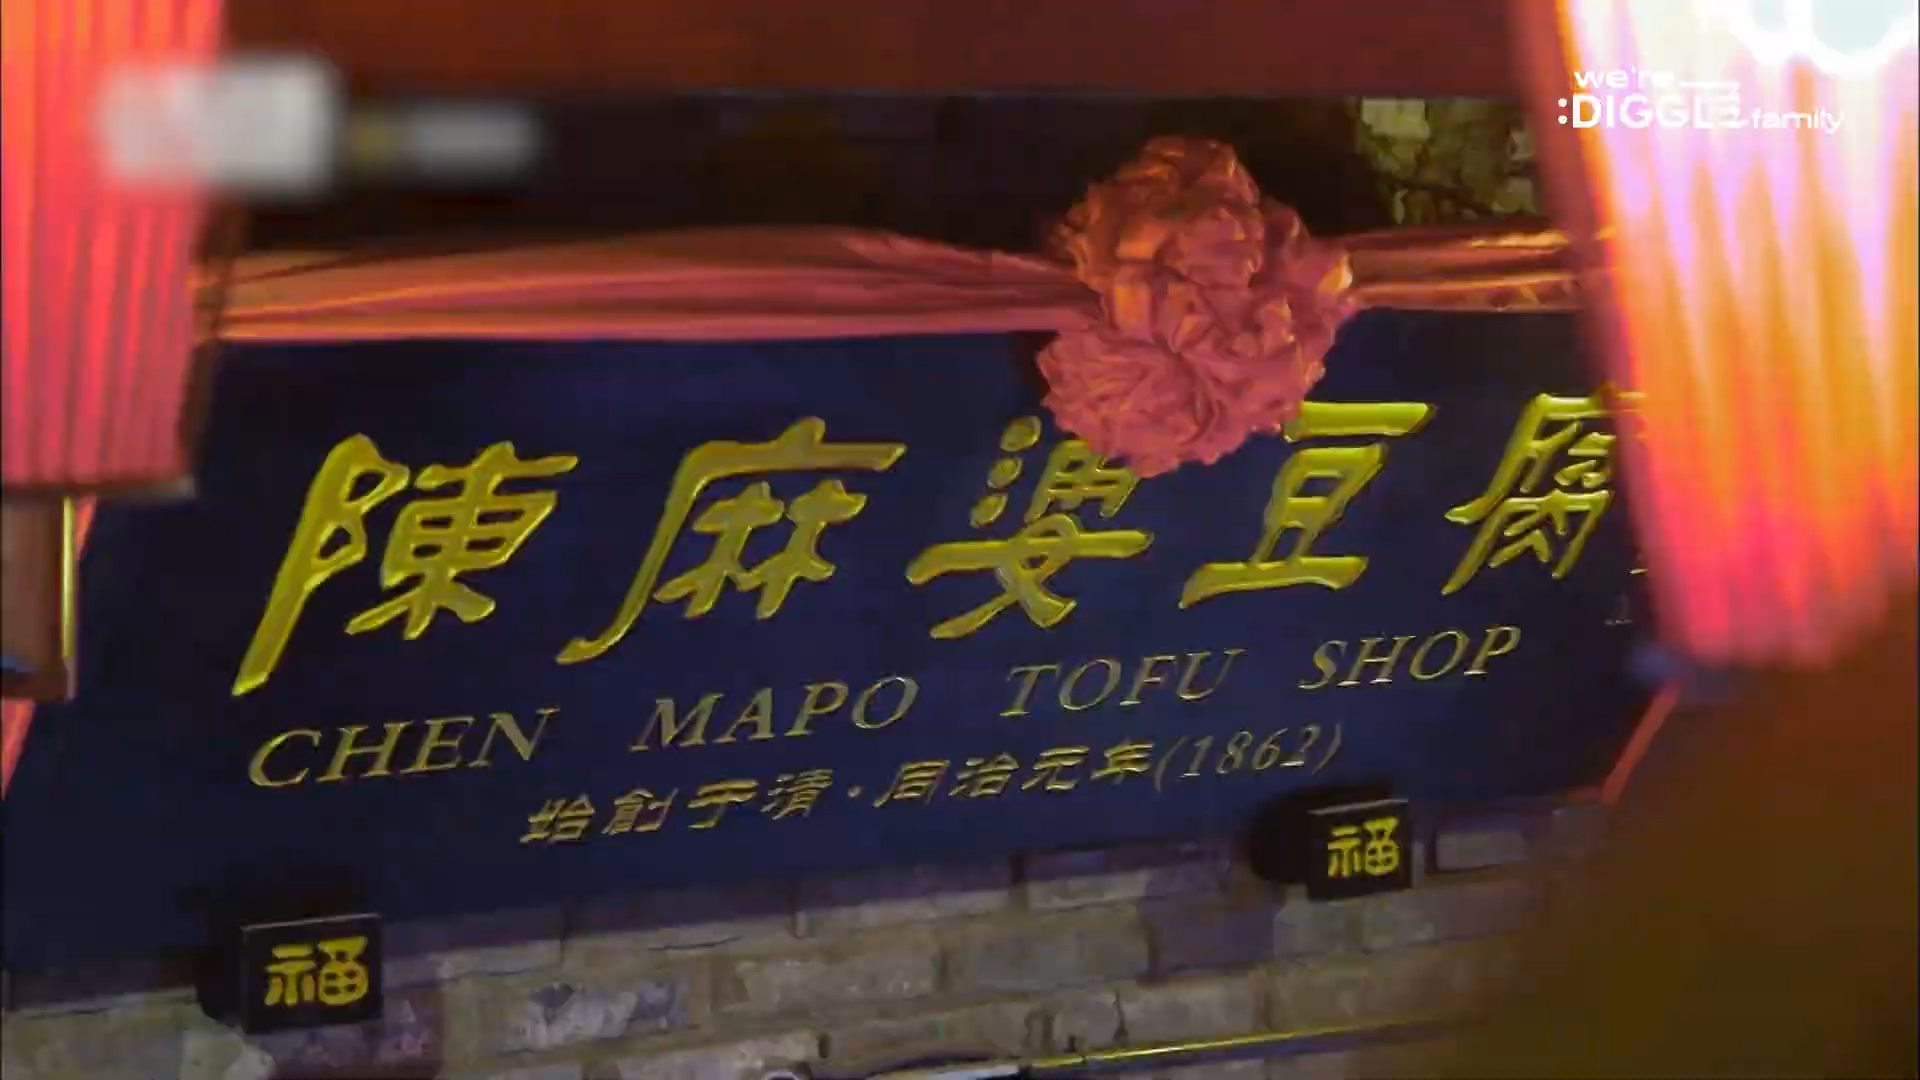 we're
:DIGGLE family
陳麻婆豆腐
CHEN MAPO TOFU SHOP
始創于清·同治元年(1862)
福
福